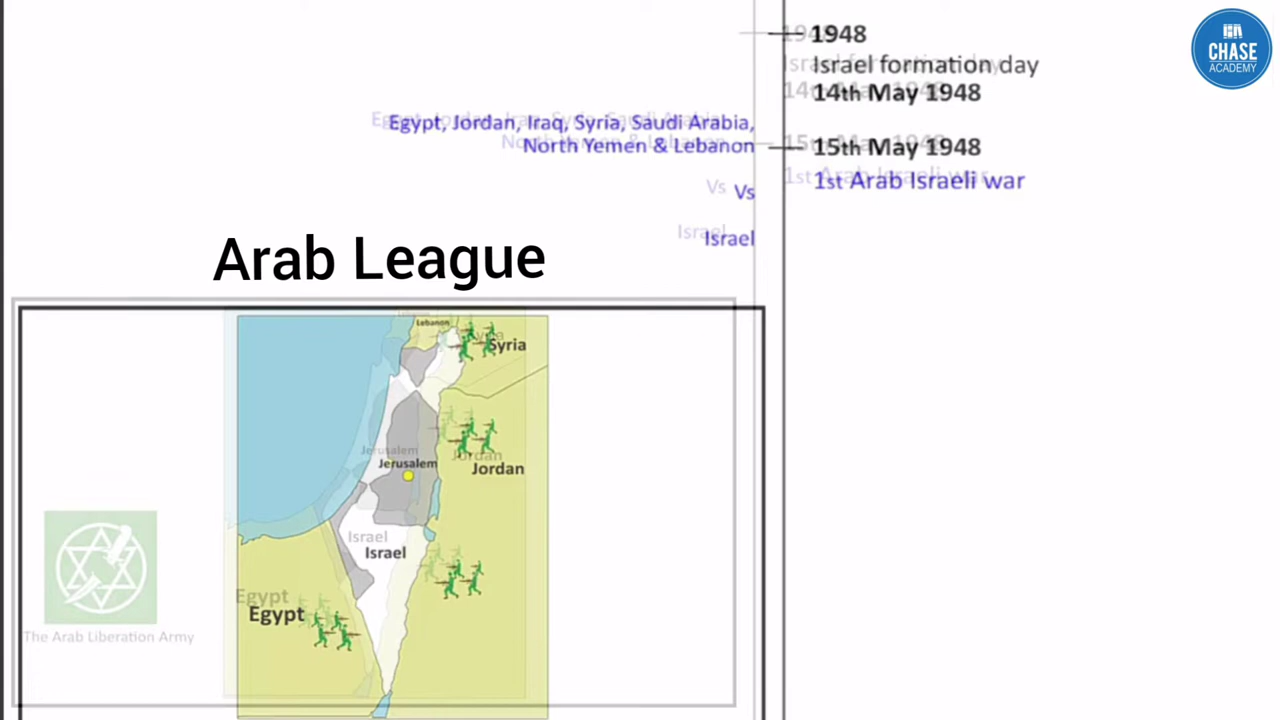 1948
Israel formation day
14th May 1948
Egypt, Jordan, Iraq, Syria, Saudi Arabia,
North Yemen & Lebanon
15th May 1948
1st Arab Israeli war
Vs
Israel
Arab League
Lebanon
Syria
Jerusalem
Jordan
Israel
Egypt
The Arab Liberation Army
CHASE
ACADEMY